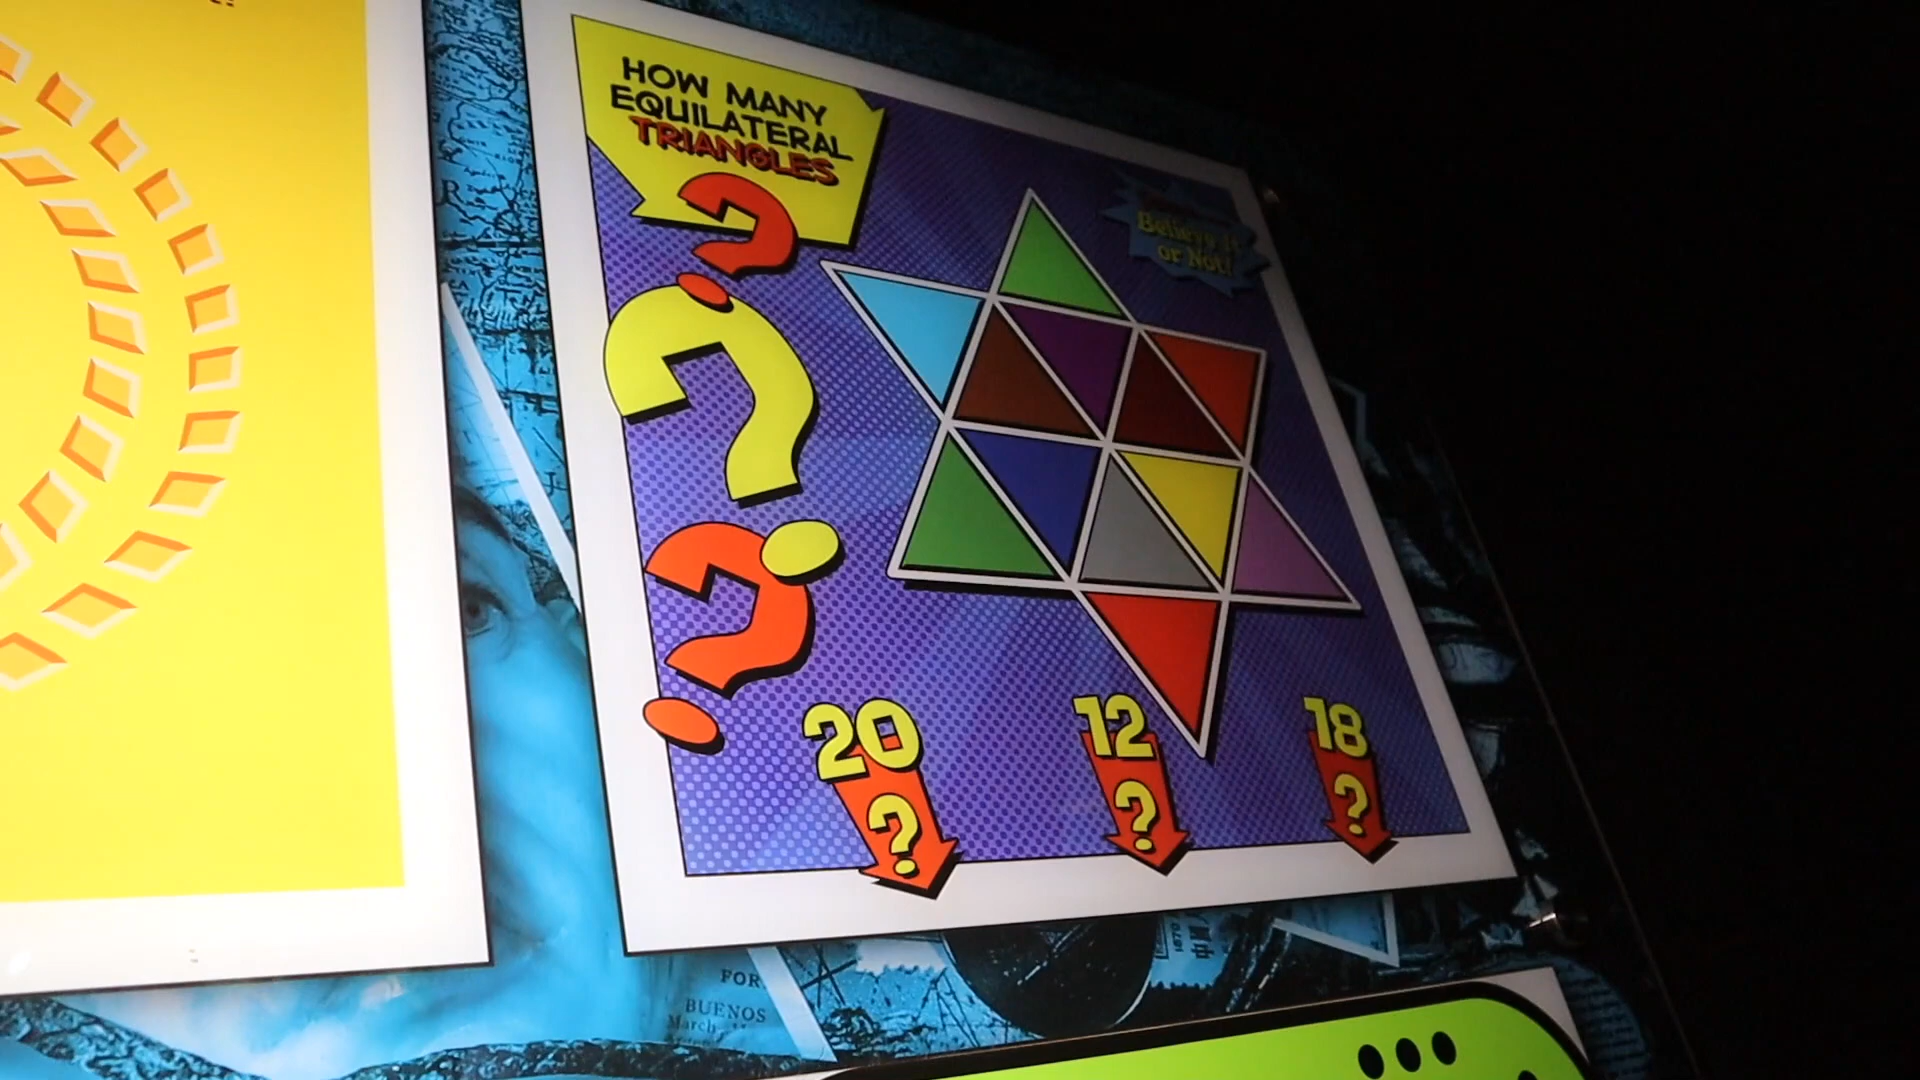 HOW MANY
EQUILATERAL
TRIANGLES
?
?
?
Believe It
or Not!
20
?
12
?
18
?
R
FOR
BUENOS
March